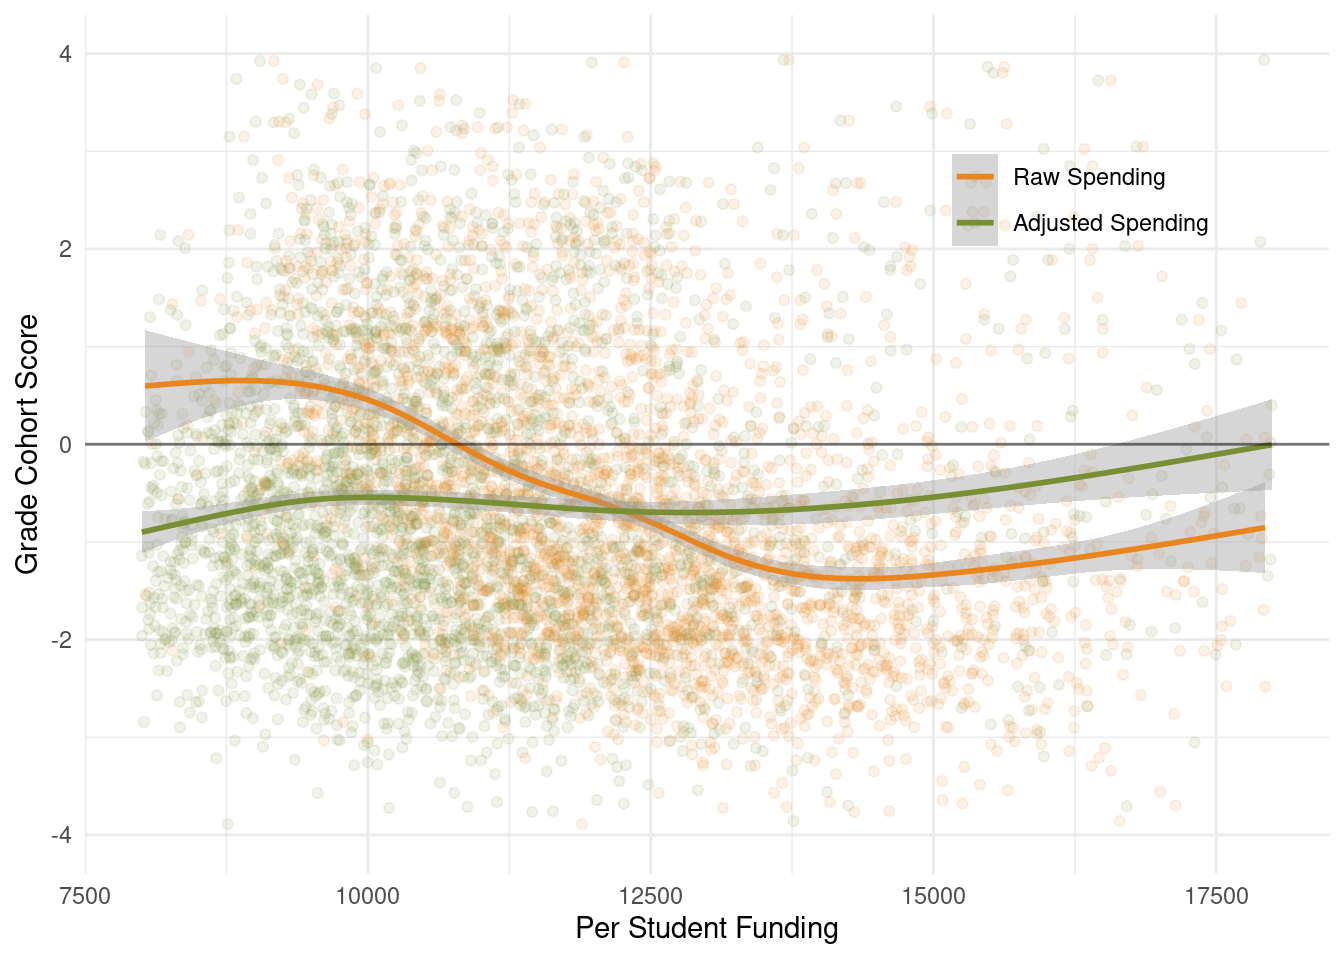 Grade Cohort Score
4
2
0
-2
-4
Raw Spending
Adjusted Spending
7500
10000
12500
15000
17500
Per Student Funding